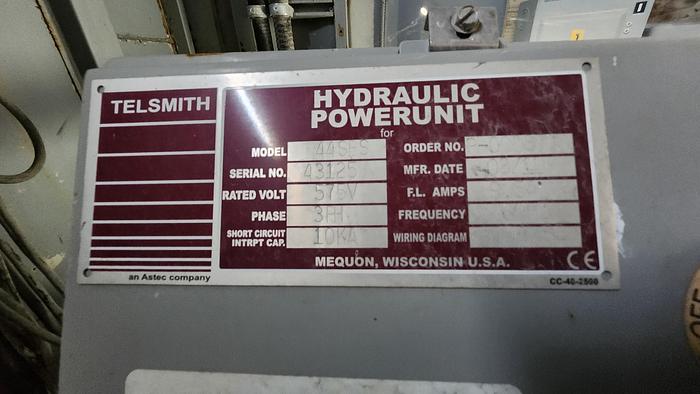 TELSMITH
an Astec company
HYDRAULIC
POWERUNIT
for
MODEL 44SBS
SERIAL NO. 43125
RATED VOLT 575V
PHASE 3PH.
SHORT CIRCUIT
INTRPT CAP. 10KA
ORDER NO.
MFR. DATE
F.L. AMPS
FREQUENCY
WIRING DIAGRAM
MEQUON, WISCONSIN U.S.A.
CE
CC-40-2500